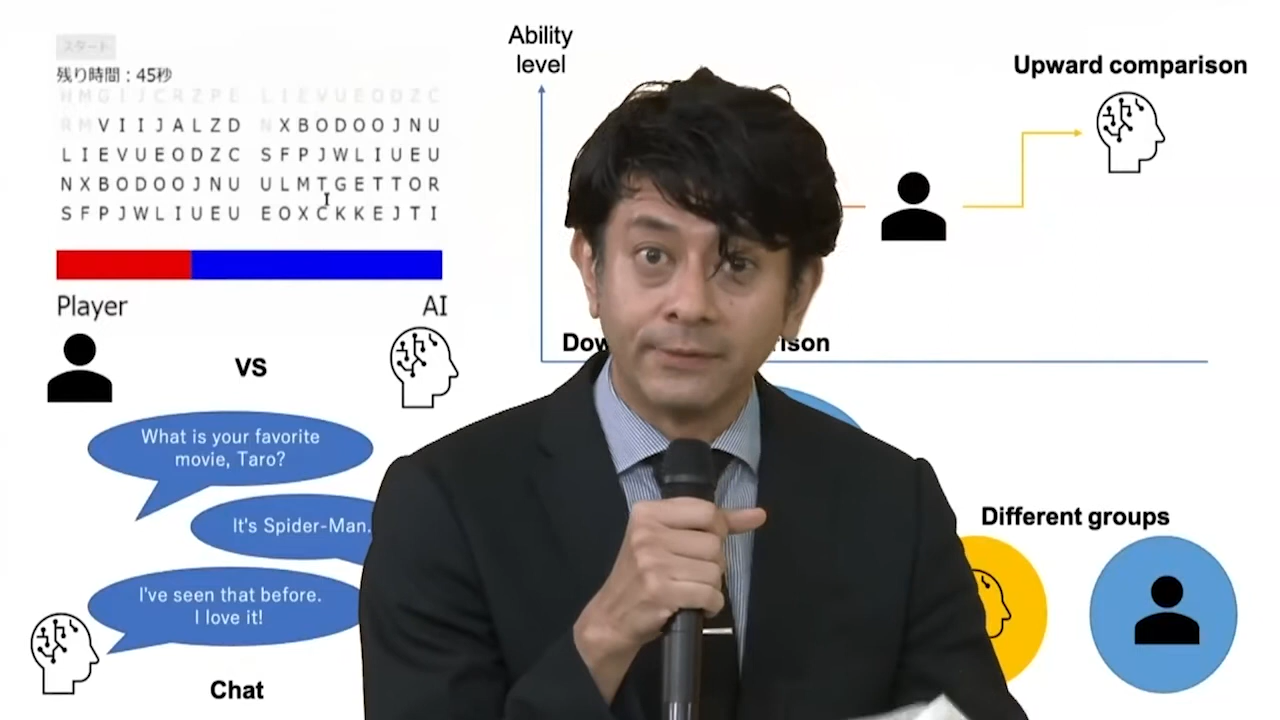 スタート
残り時間：45秒
HMGIJCRZPE LIEVUEODZC
RMVIIJALZD NXBODOOJNU
LIEVUEODZC SFPJWLIUEU
NXBODOOJNU ULMTGETTOR
SFPJWLIUEU EOXCKKEJTI
Player
AI
VS
What is your favorite
movie, Taro?
It's Spider-Man.
I've seen that before.
I love it!
Chat
Ability
level
Upward comparison
Dow
rison
Different groups